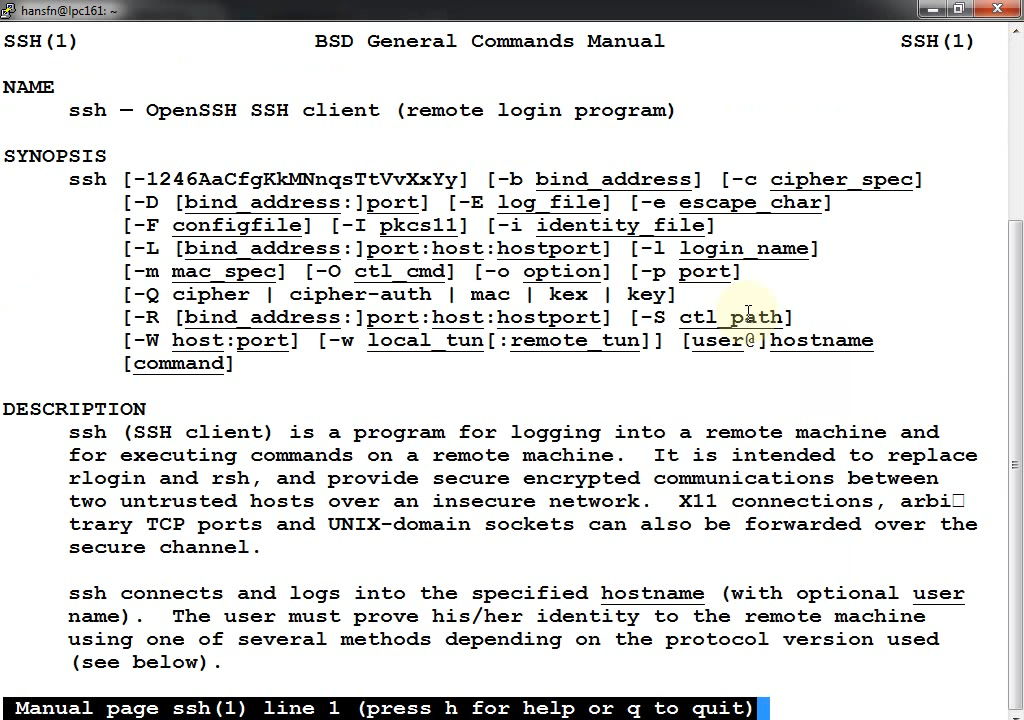 hansfn@lpc161: ~
SSH(1) BSD General Commands Manual SSH(1)
NAME
ssh — OpenSSH SSH client (remote login program)
SYNOPSIS
ssh [-1246AaCfgKkMNnqsTtVvXxYy] [-b bind_address] [-c cipher_spec]
[-D [bind_address:]port] [-E log_file] [-e escape_char]
[-F configfile] [-I pkcs11] [-i identity_file]
[-L [bind_address:]port:host:hostport] [-l login_name]
[-m mac_spec] [-O ctl_cmd] [-o option] [-p port]
[-Q cipher | cipher-auth | mac | kex | key]
[-R [bind_address:]port:host:hostport] [-S ctl_path]
[-W host:port] [-w local_tun[:remote_tun]] [user@]hostname
[command]
DESCRIPTION
ssh (SSH client) is a program for logging into a remote machine and
for executing commands on a remote machine.  It is intended to replace
rlogin and rsh, and provide secure encrypted communications between
two untrusted hosts over an insecure network.  X11 connections, arbi□
trary TCP ports and UNIX-domain sockets can also be forwarded over the
secure channel.
ssh connects and logs into the specified hostname (with optional user
name).  The user must prove his/her identity to the remote machine
using one of several methods depending on the protocol version used
(see below).
Manual page ssh(1) line 1 (press h for help or q to quit)